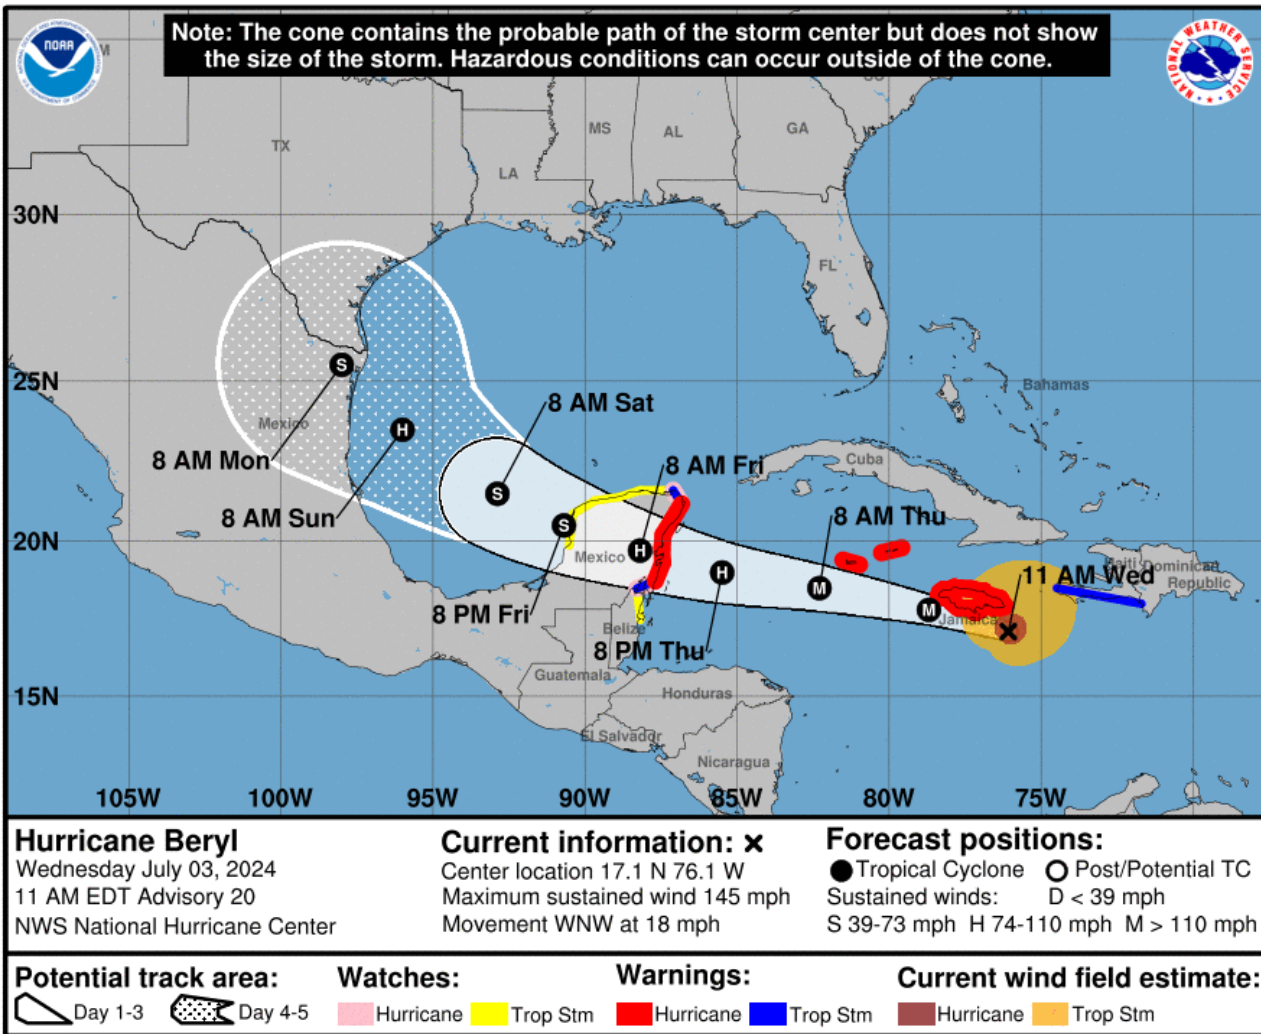 Note: The cone contains the probable path of the storm center but does not show
the size of the storm. Hazardous conditions can occur outside of the cone.
NOAA
NATIONAL WEATHER SERVICE
TX
LA
MS
AL
GA
FL
30N
25N
20N
15N
Bahamas
Cuba
Mexico
Mexico
Haiti
Dominican
Republic
Jamaica
Belize
Guatemala
Honduras
El Salvador
Nicaragua
8 AM Mon
8 AM Sun
8 AM Sat
8 PM Fri
8 AM Fri
8 PM Thu
8 AM Thu
11 AM Wed
S
H
S
S
H
H
M
M
105W
100W
95W
90W
85W
80W
75W
Hurricane Beryl
Wednesday July 03, 2024
11 AM EDT Advisory 20
NWS National Hurricane Center
Current information: ×
Center location 17.1 N 76.1 W
Maximum sustained wind 145 mph
Movement WNW at 18 mph
Forecast positions:
Tropical Cyclone Post/Potential TC
Sustained winds: D < 39 mph
S 39-73 mph H 74-110 mph M > 110 mph
Potential track area:
Day 1-3 Day 4-5
Watches:
Hurricane Trop Stm
Warnings:
Hurricane Trop Stm
Current wind field estimate:
Hurricane Trop Stm